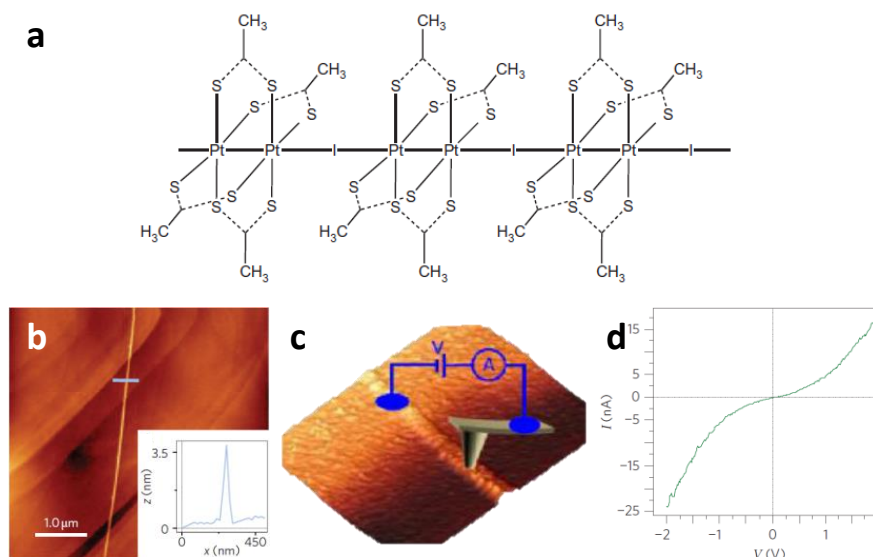 a
CH₃ CH₃ CH₃
CH₃ CH₃ CH₃
S S S S S S
S S S S S S
Pt Pt I Pt Pt I Pt Pt I
S S S S S S
S S S S S S
H₃C H₃C H₃C
CH₃ CH₃ CH₃
b
1.0 μm
3.5
z (nm)
0
0 450
x (nm)
c
V
A
d
15
0
-5
-15
-25
I (nA)
-2 -1 0 1
V (V)